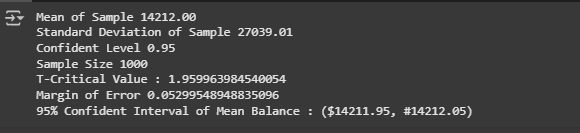 Mean of Sample 14212.00
Standard Deviation of Sample 27039.01
Confident Level 0.95
Sample Size 1000
T-Critical Value : 1.959963984540054
Margin of Error 0.05299548948835096
95% Confident Interval of Mean Balance : ($14211.95, #14212.05)